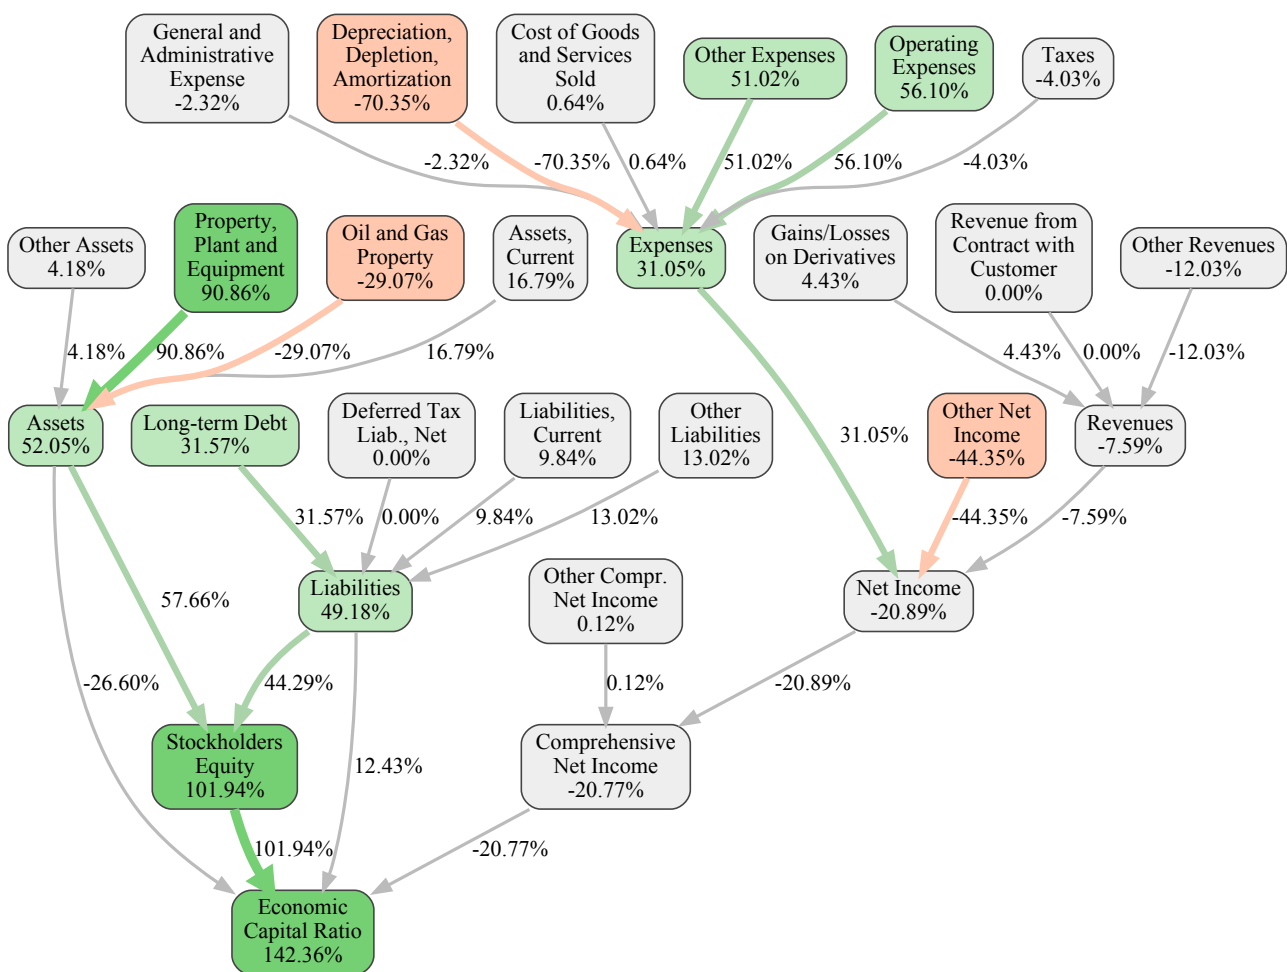 General and
Administrative
Expense
-2.32%
Depreciation,
Depletion,
Amortization
-70.35%
Cost of Goods
and Services
Sold
0.64%
Other Expenses
51.02%
Operating
Expenses
56.10%
Taxes
-4.03%
-2.32%
-70.35%
0.64%
51.02%
56.10%
-4.03%
Other Assets
4.18%
Property,
Plant and
Equipment
90.86%
Oil and Gas
Property
-29.07%
Assets,
Current
16.79%
Expenses
31.05%
Gains/Losses
on Derivatives
4.43%
Revenue from
Contract with
Customer
0.00%
Other Revenues
-12.03%
4.18%
90.86%
-29.07%
16.79%
4.43%
0.00%
-12.03%
Assets
52.05%
Long-term Debt
31.57%
Deferred Tax
Liab., Net
0.00%
Liabilities,
Current
9.84%
Other
Liabilities
13.02%
31.05%
Other Net
Income
-44.35%
Revenues
-7.59%
31.57%
0.00%
9.84%
13.02%
-44.35%
-7.59%
57.66%
Liabilities
49.18%
Other Compr.
Net Income
0.12%
Net Income
-20.89%
-26.60%
44.29%
0.12%
-20.89%
Stockholders
Equity
101.94%
12.43%
Comprehensive
Net Income
-20.77%
101.94%
-20.77%
Economic
Capital Ratio
142.36%